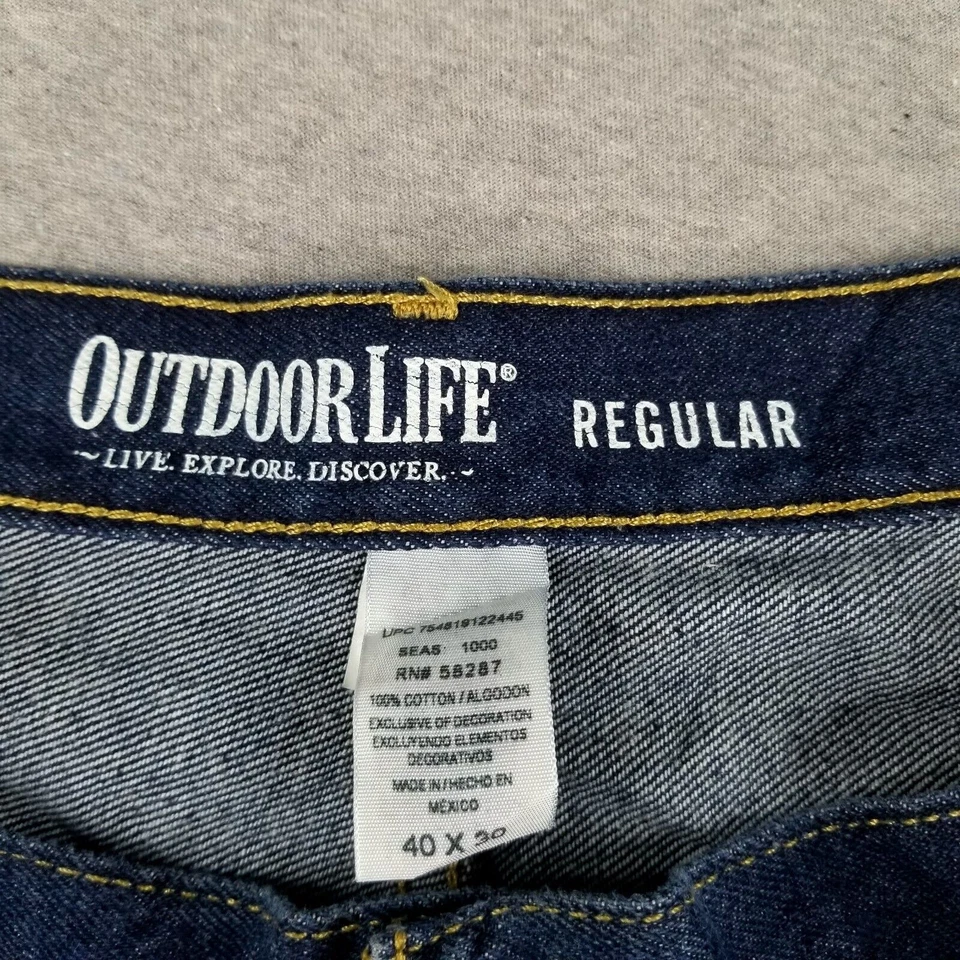 OUTDOOR LIFE®
~LIVE. EXPLORE. DISCOVER.~
REGULAR
UPC 754819122445
SEAS: 1000
RN# 58287
100% COTTON / ALGODON
EXCLUSIVE OF DECORATION
EXCLUYENDO ELEMENTOS
DECORATIVOS
MADE IN / HECHO EN
MEXICO
40 X